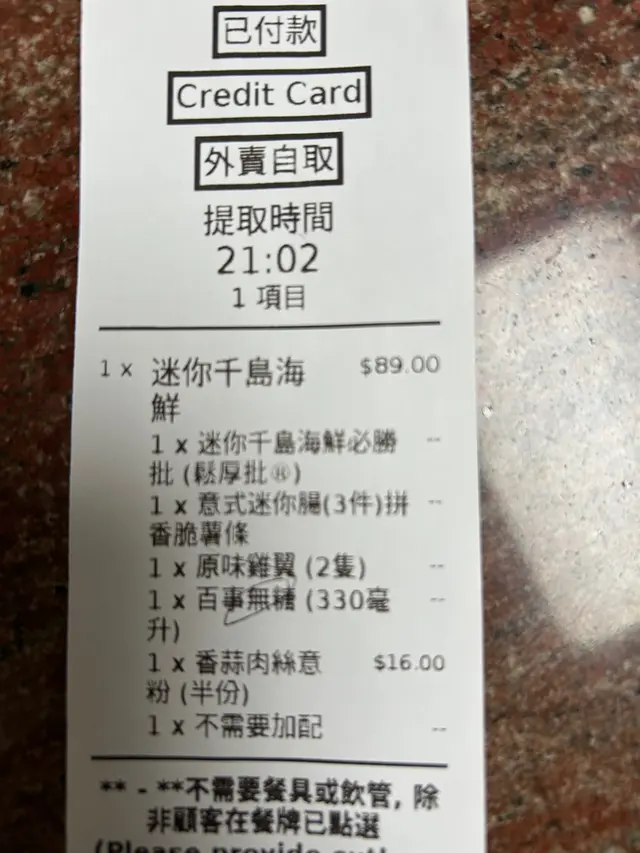 已付款
Credit Card
外賣自取
提取時間
21:02
1 項目
1 x 迷你千島海 $89.00
鮮
1 x 迷你千島海鮮必勝 --
批 (鬆厚批®)
1 x 意式迷你腸(3件)拼 --
香脆薯條
1 x 原味雞翼 (2隻) --
1 x 百事無糖 (330毫 --
升)
1 x 香蒜肉絲意 $16.00
粉 (半份)
1 x 不需要加配 --
** - **不需要餐具或飲管, 除
非顧客在餐牌已點選
(Please provide